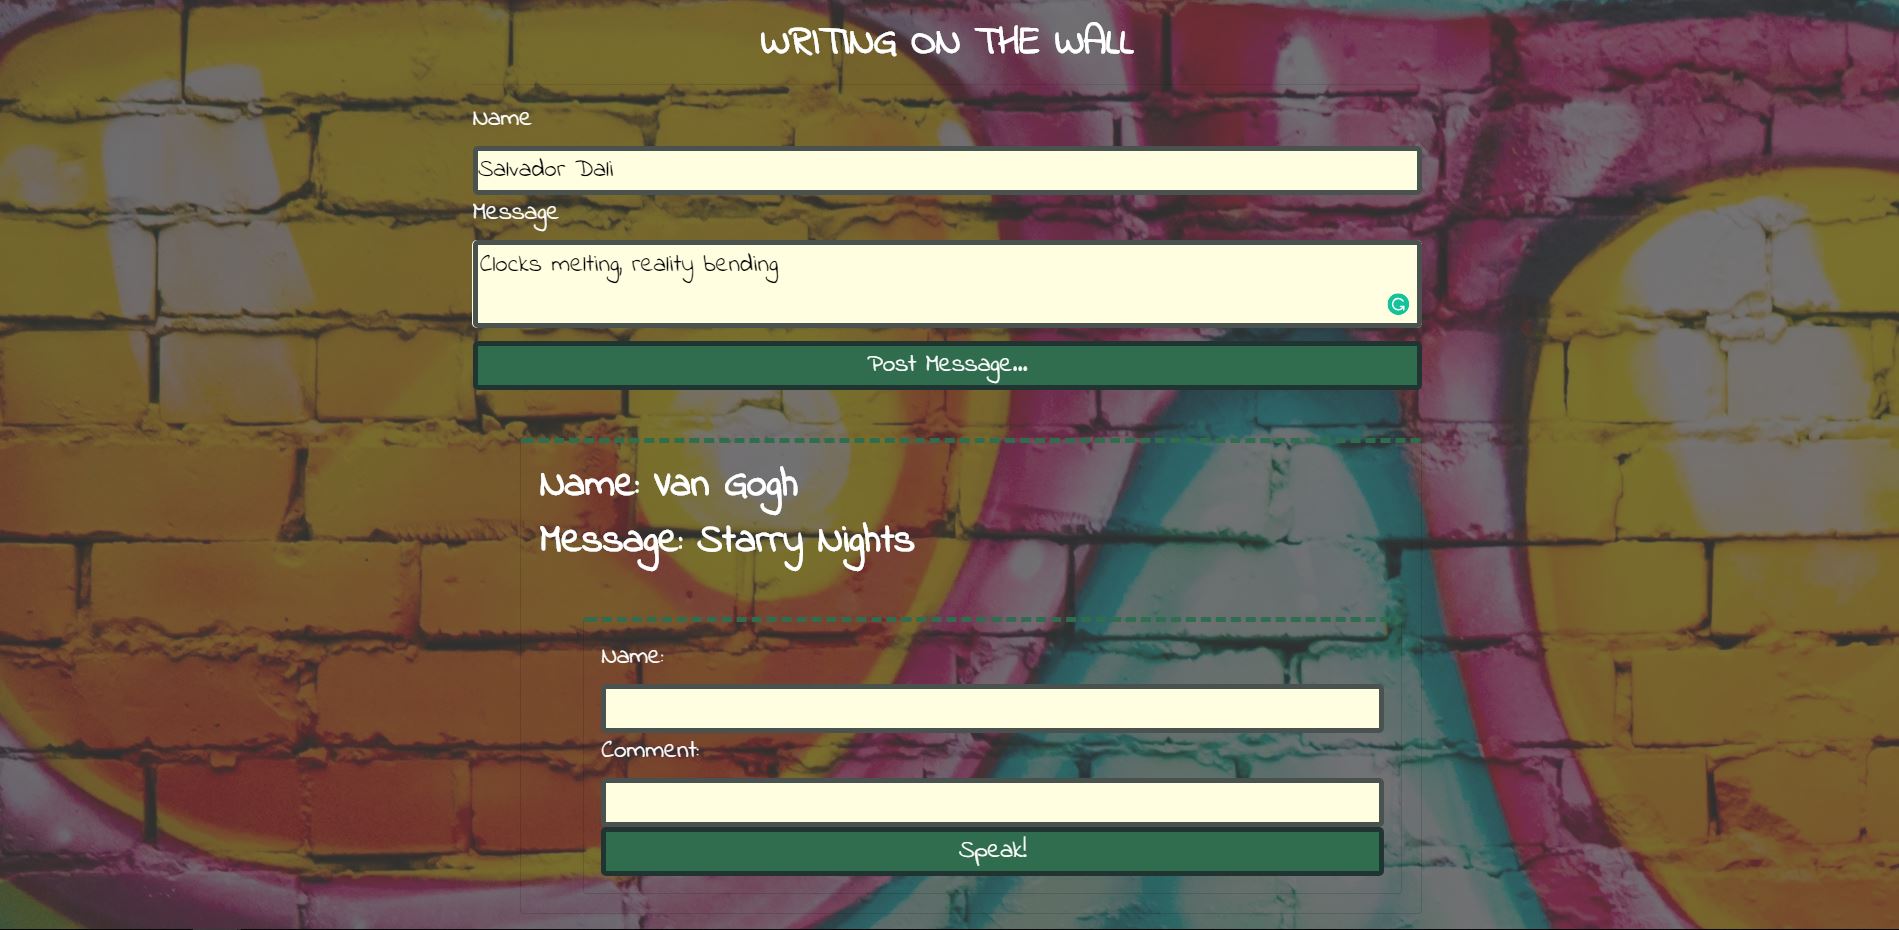 WRITING ON THE WALL
Name
Salvador Dali
Message
Clocks melting, reality bending
Post Message...
Name: Van Gogh
Message: Starry Nights
Name:
Comment:
Speak!